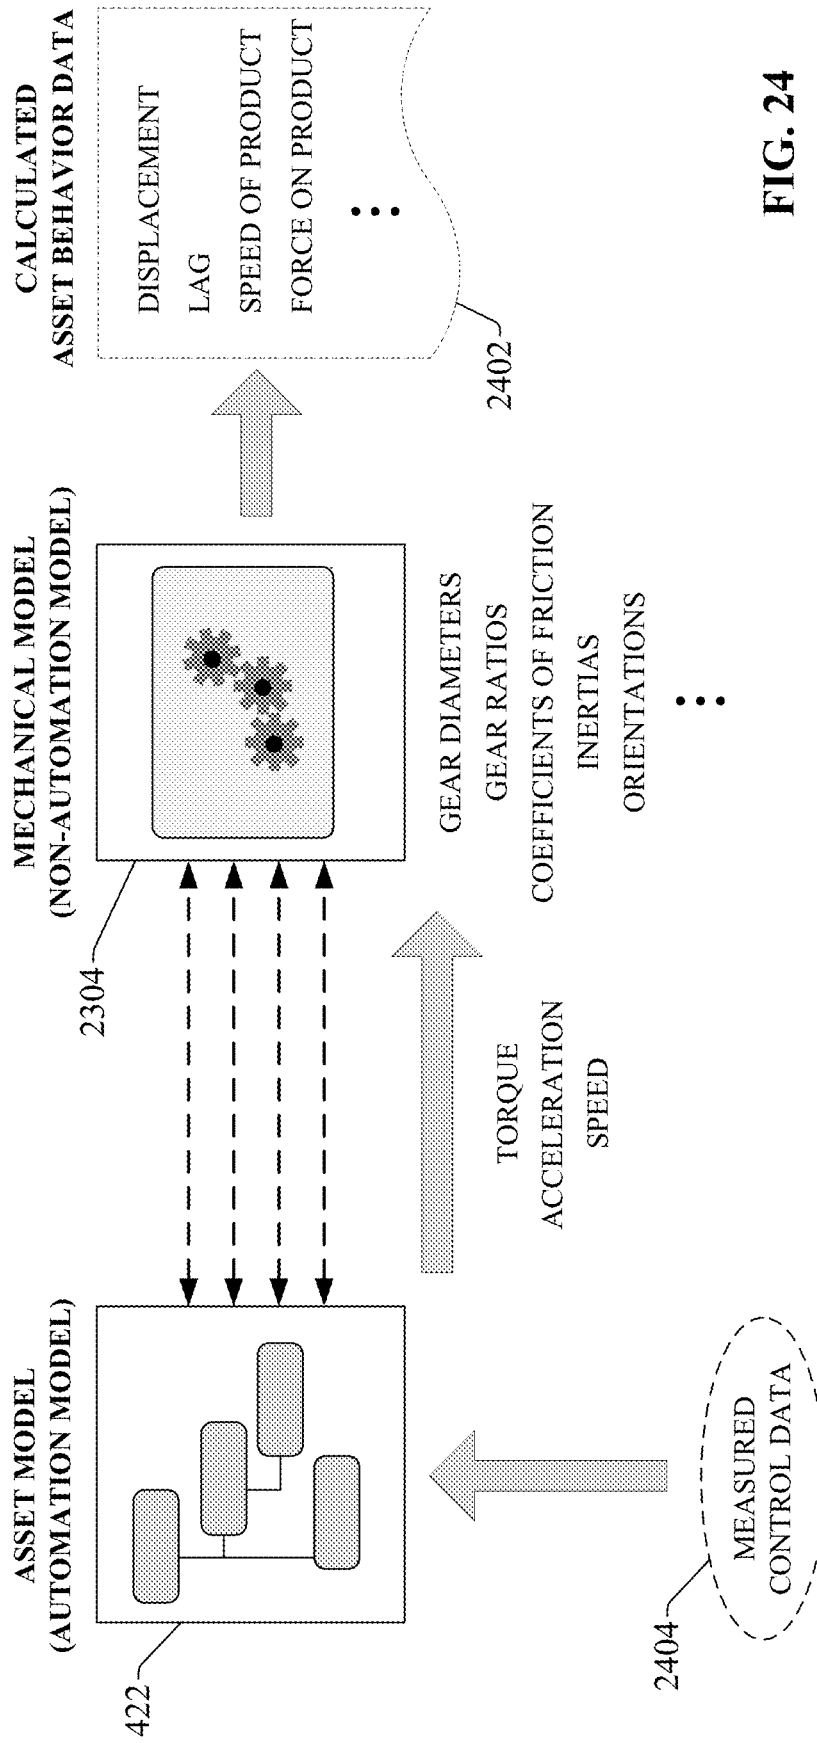 ASSET MODEL
(AUTOMATION MODEL)
422
MECHANICAL MODEL
(NON-AUTOMATION MODEL)
2304
CALCULATED
ASSET BEHAVIOR DATA
DISPLACEMENT
LAG
SPEED OF PRODUCT
FORCE ON PRODUCT
•••
2402
TORQUE
ACCELERATION
SPEED
GEAR DIAMETERS
GEAR RATIOS
COEFFICIENTS OF FRICTION
INERTIAS
ORIENTATIONS
•••
MEASURED
CONTROL DATA
2404
FIG. 24